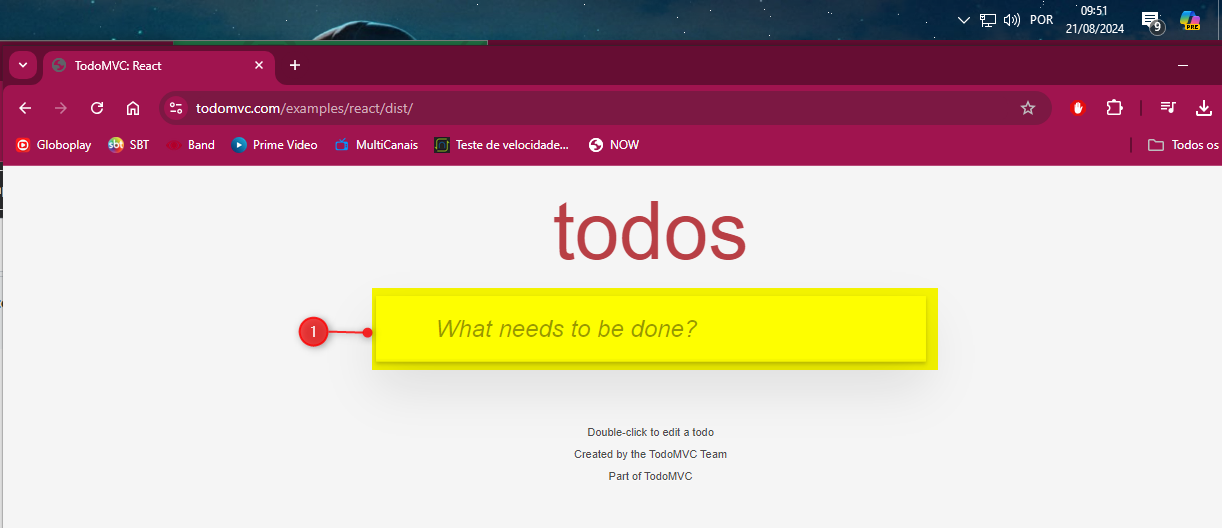 POR
09:51
21/08/2024
9
PRE
TodoMVC: React
todomvc.com/examples/react/dist/
Globoplay
sbt SBT
Band
Prime Video
MultiCanais
Teste de velocidade...
NOW
Todos os
todos
1
What needs to be done?
Double-click to edit a todo
Created by the TodoMVC Team
Part of TodoMVC